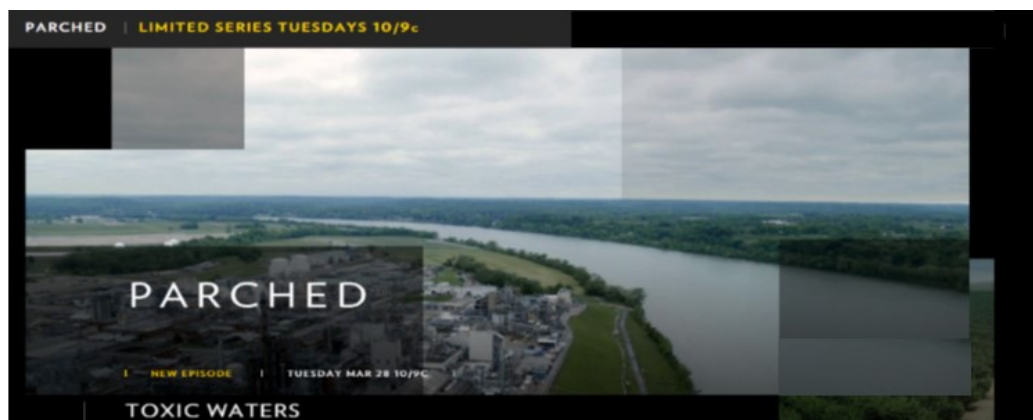 PARCHED | LIMITED SERIES TUESDAYS 10/9c
PARCHED
| NEW EPISODE | TUESDAY MAR 28 10/9C |
TOXIC WATERS